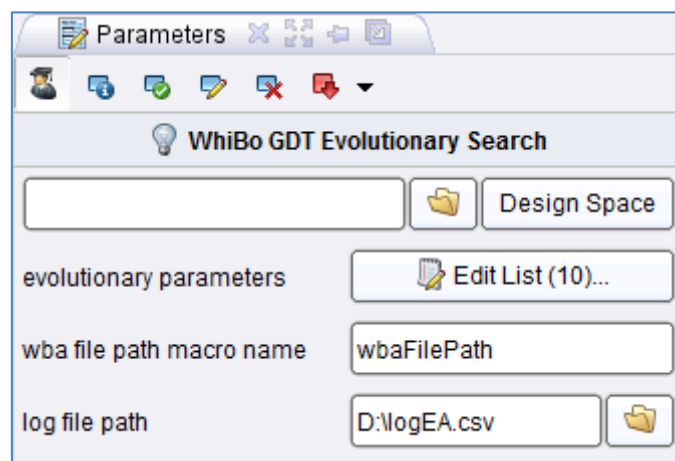 Parameters
WhiBo GDT Evolutionary Search
Design Space
evolutionary parameters Edit List (10)...
wba file path macro name wbaFilePath
log file path D:\logEA.csv